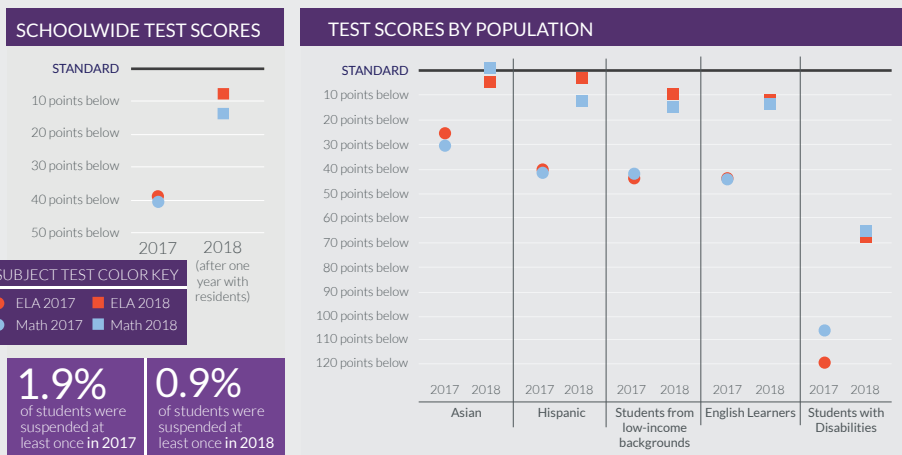 SCHOOLWIDE TEST SCORES
STANDARD
10 points below
20 points below
30 points below
40 points below
50 points below
2017
2018
(after one
year with
residents)
SUBJECT TEST COLOR KEY
ELA 2017
ELA 2018
Math 2017
Math 2018
1.9%
of students were
suspended at
least once in 2017
0.9%
of students were
suspended at
least once in 2018
TEST SCORES BY POPULATION
STANDARD
10 points below
20 points below
30 points below
40 points below
50 points below
60 points below
70 points below
80 points below
90 points below
100 points below
110 points below
120 points below
2017 2018
2017 2018
2017 2018
2017 2018
2017 2018
Asian
Hispanic
Students from
low-income
backgrounds
English Learners
Students with
Disabilities